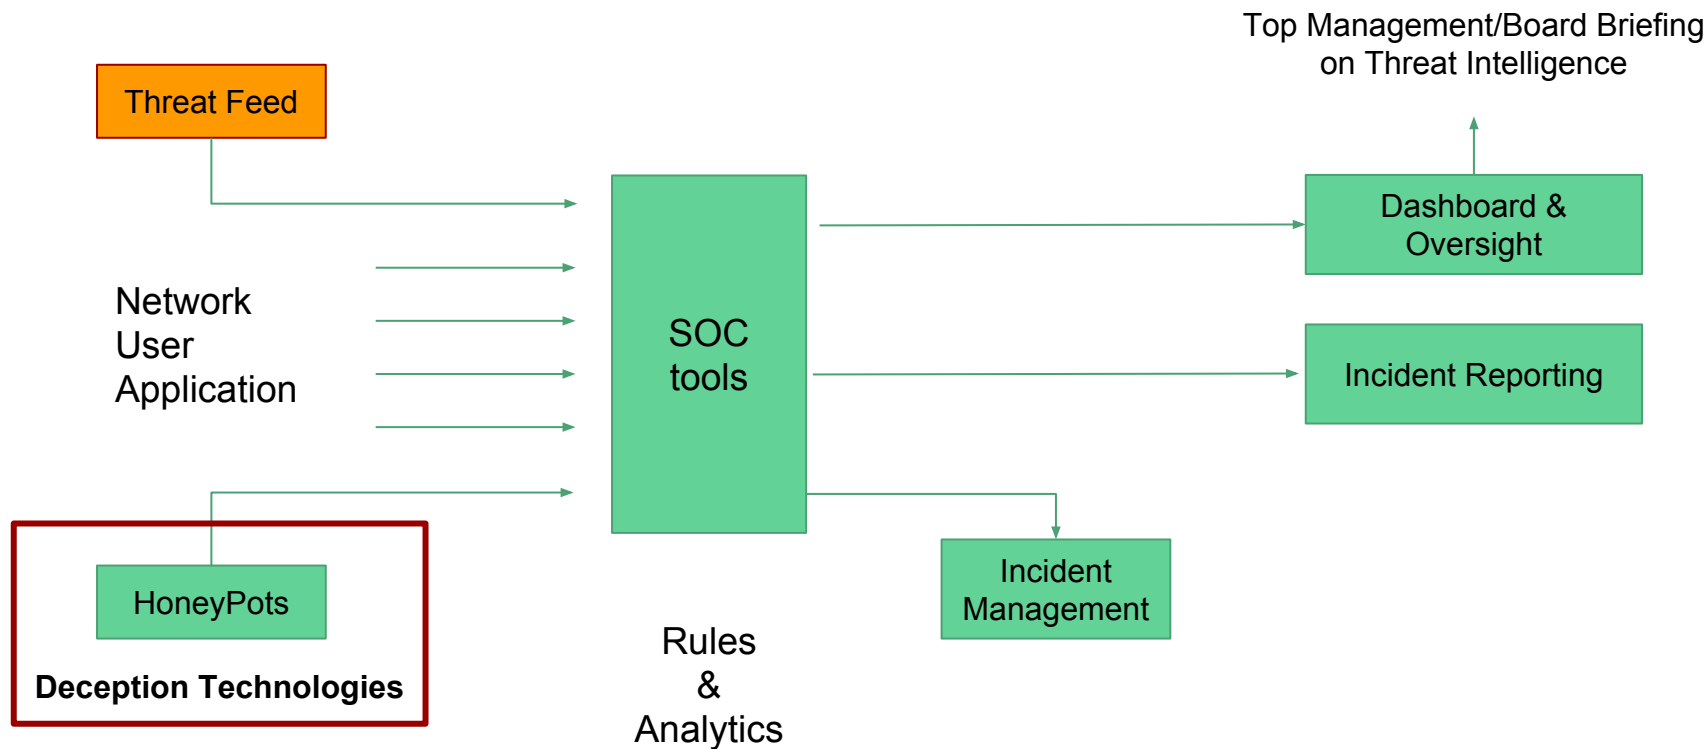 Top Management/Board Briefing
on Threat Intelligence
Threat Feed
Dashboard &
Oversight
Network
User
Application
SOC
tools
Incident Reporting
HoneyPots
Deception Technologies
Incident
Management
Rules
&
Analytics